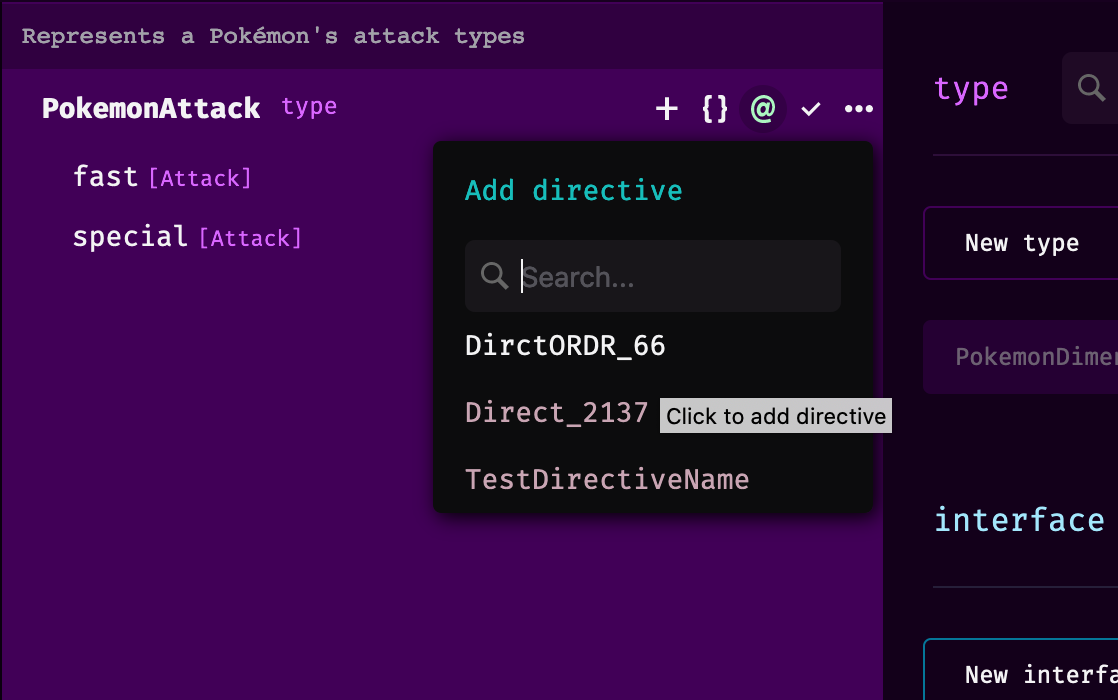 Represents a Pokémon's attack types
PokemonAttack type
{} @
fast [Attack]
special [Attack]
Add directive
Search...
DirctORDR_66
Direct_2137
Click to add directive
TestDirectiveName
type
New type
PokemonDime
interface
New interfa